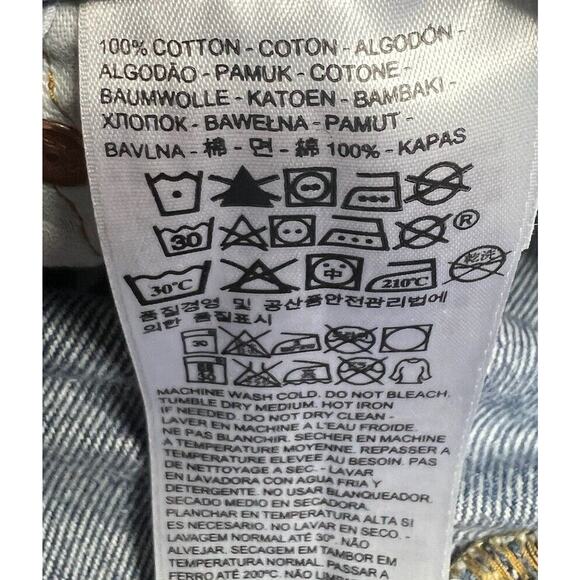 100% COTTON - COTON - ALGODÓN -
ALGODÃO - PAMUK - COTONE -
BAUMWOLLE - KATOEN - BAMBAKI -
ХЛОПОК - BAWEŁNA - PAMUT -
BAVLNA - 棉 - 면 - 綿 100% - KAPAS
30 ®
30°C 中 210°C 乾洗
품질경영 및 공산품안전관리법에
의한 품질표시
30
MACHINE WASH COLD. DO NOT BLEACH.
TUMBLE DRY MEDIUM. HOT IRON
IF NEEDED. DO NOT DRY CLEAN -
LAVER EN MACHINE A L'EAU FROIDE.
NE PAS BLANCHIR. SECHER EN MACHINE
A TEMPERATURE MOYENNE. REPASSER A
TEMPERATURE ELEVEE AU BESOIN. PAS
DE NETTOYAGE A SEC. - LAVAR
EN LAVADORA CON AGUA FRIA Y
DETERGENTE. NO USAR BLANQUEADOR.
SECADO MEDIO EN SECADORA.
PLANCHAR EN TEMPERATURA ALTA SI
ES NECESARIO. NO LAVAR EN SECO. -
LAVAGEM NORMAL ATÉ 30º. NÃO
ALVEJAR. SECAGEM EM TAMBOR EM
TEMPERATURA NORMAL. PASSAR A
FERRO ATÉ 200ºC. NÃO